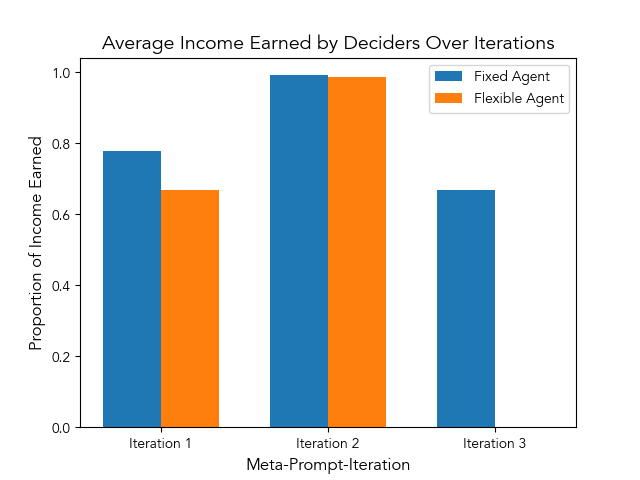 Average Income Earned by Deciders Over Iterations
Fixed Agent
Flexible Agent
Proportion of Income Earned
1.0
0.8
0.6
0.4
0.2
0.0
Iteration 1
Iteration 2
Iteration 3
Meta-Prompt-Iteration